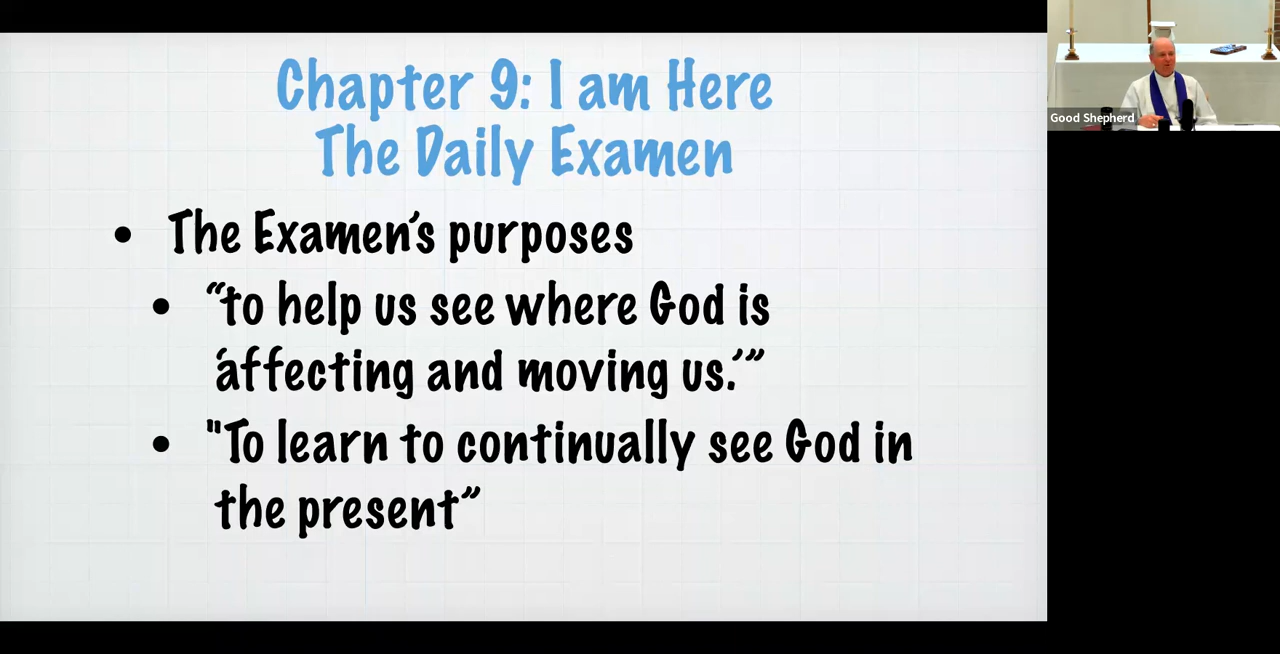 Chapter 9: I am Here
The Daily Examen
• The Examen’s purposes
• “to help us see where God is
‘affecting and moving us.’”
• "To learn to continually see God in
the present”
Good Shepherd